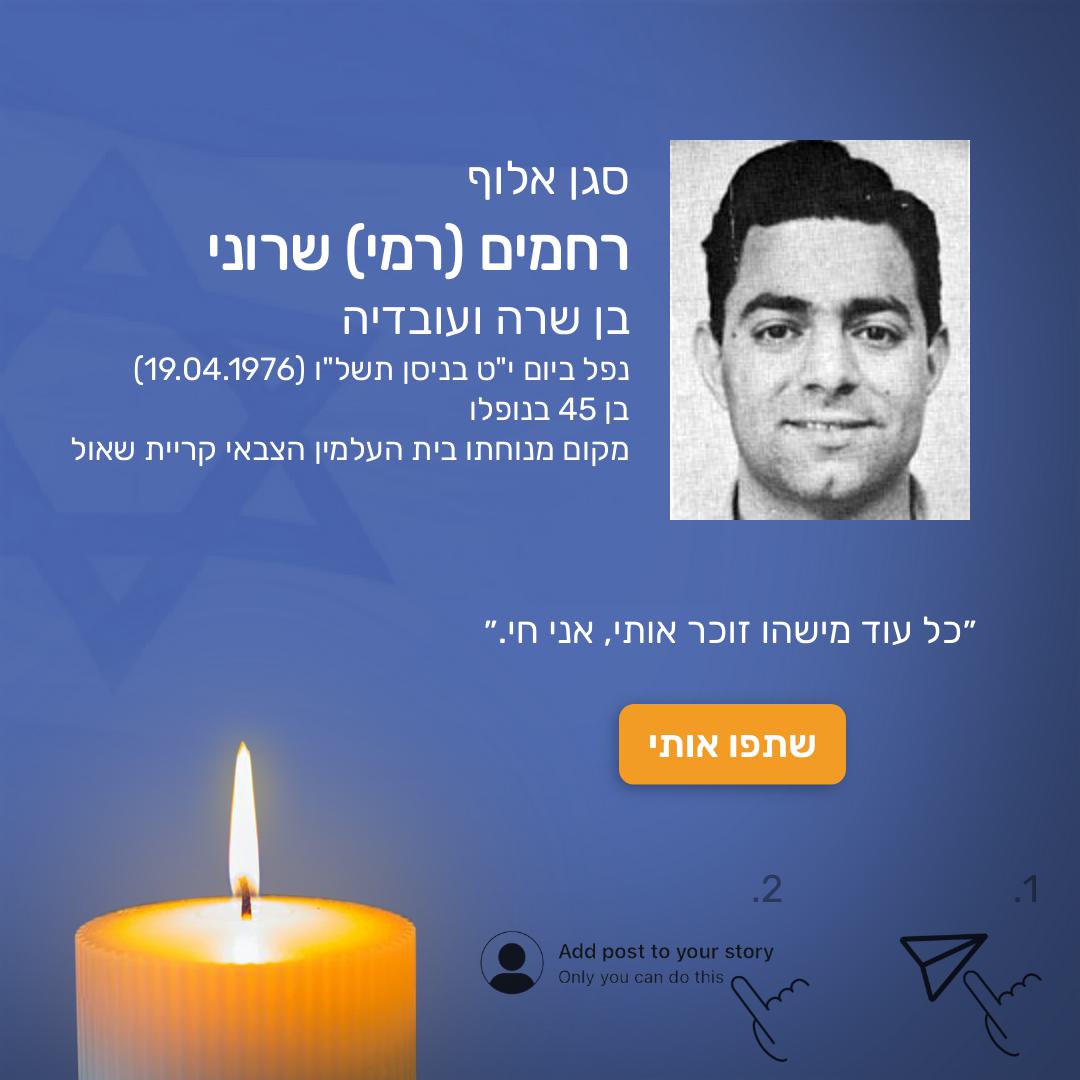 סגן אלוף
רחמים (רמי) שרוני
בן שרה ועובדיה
נפל ביום י"ט בניסן תשל"ו (19.04.1976)
בן 45 בנופלו
מקום מנוחתו בית העלמין הצבאי קריית שאול
״כל עוד מישהו זוכר אותי, אני חי.״
שתפו אותי
1.
2.
Add post to your story
Only you can do this